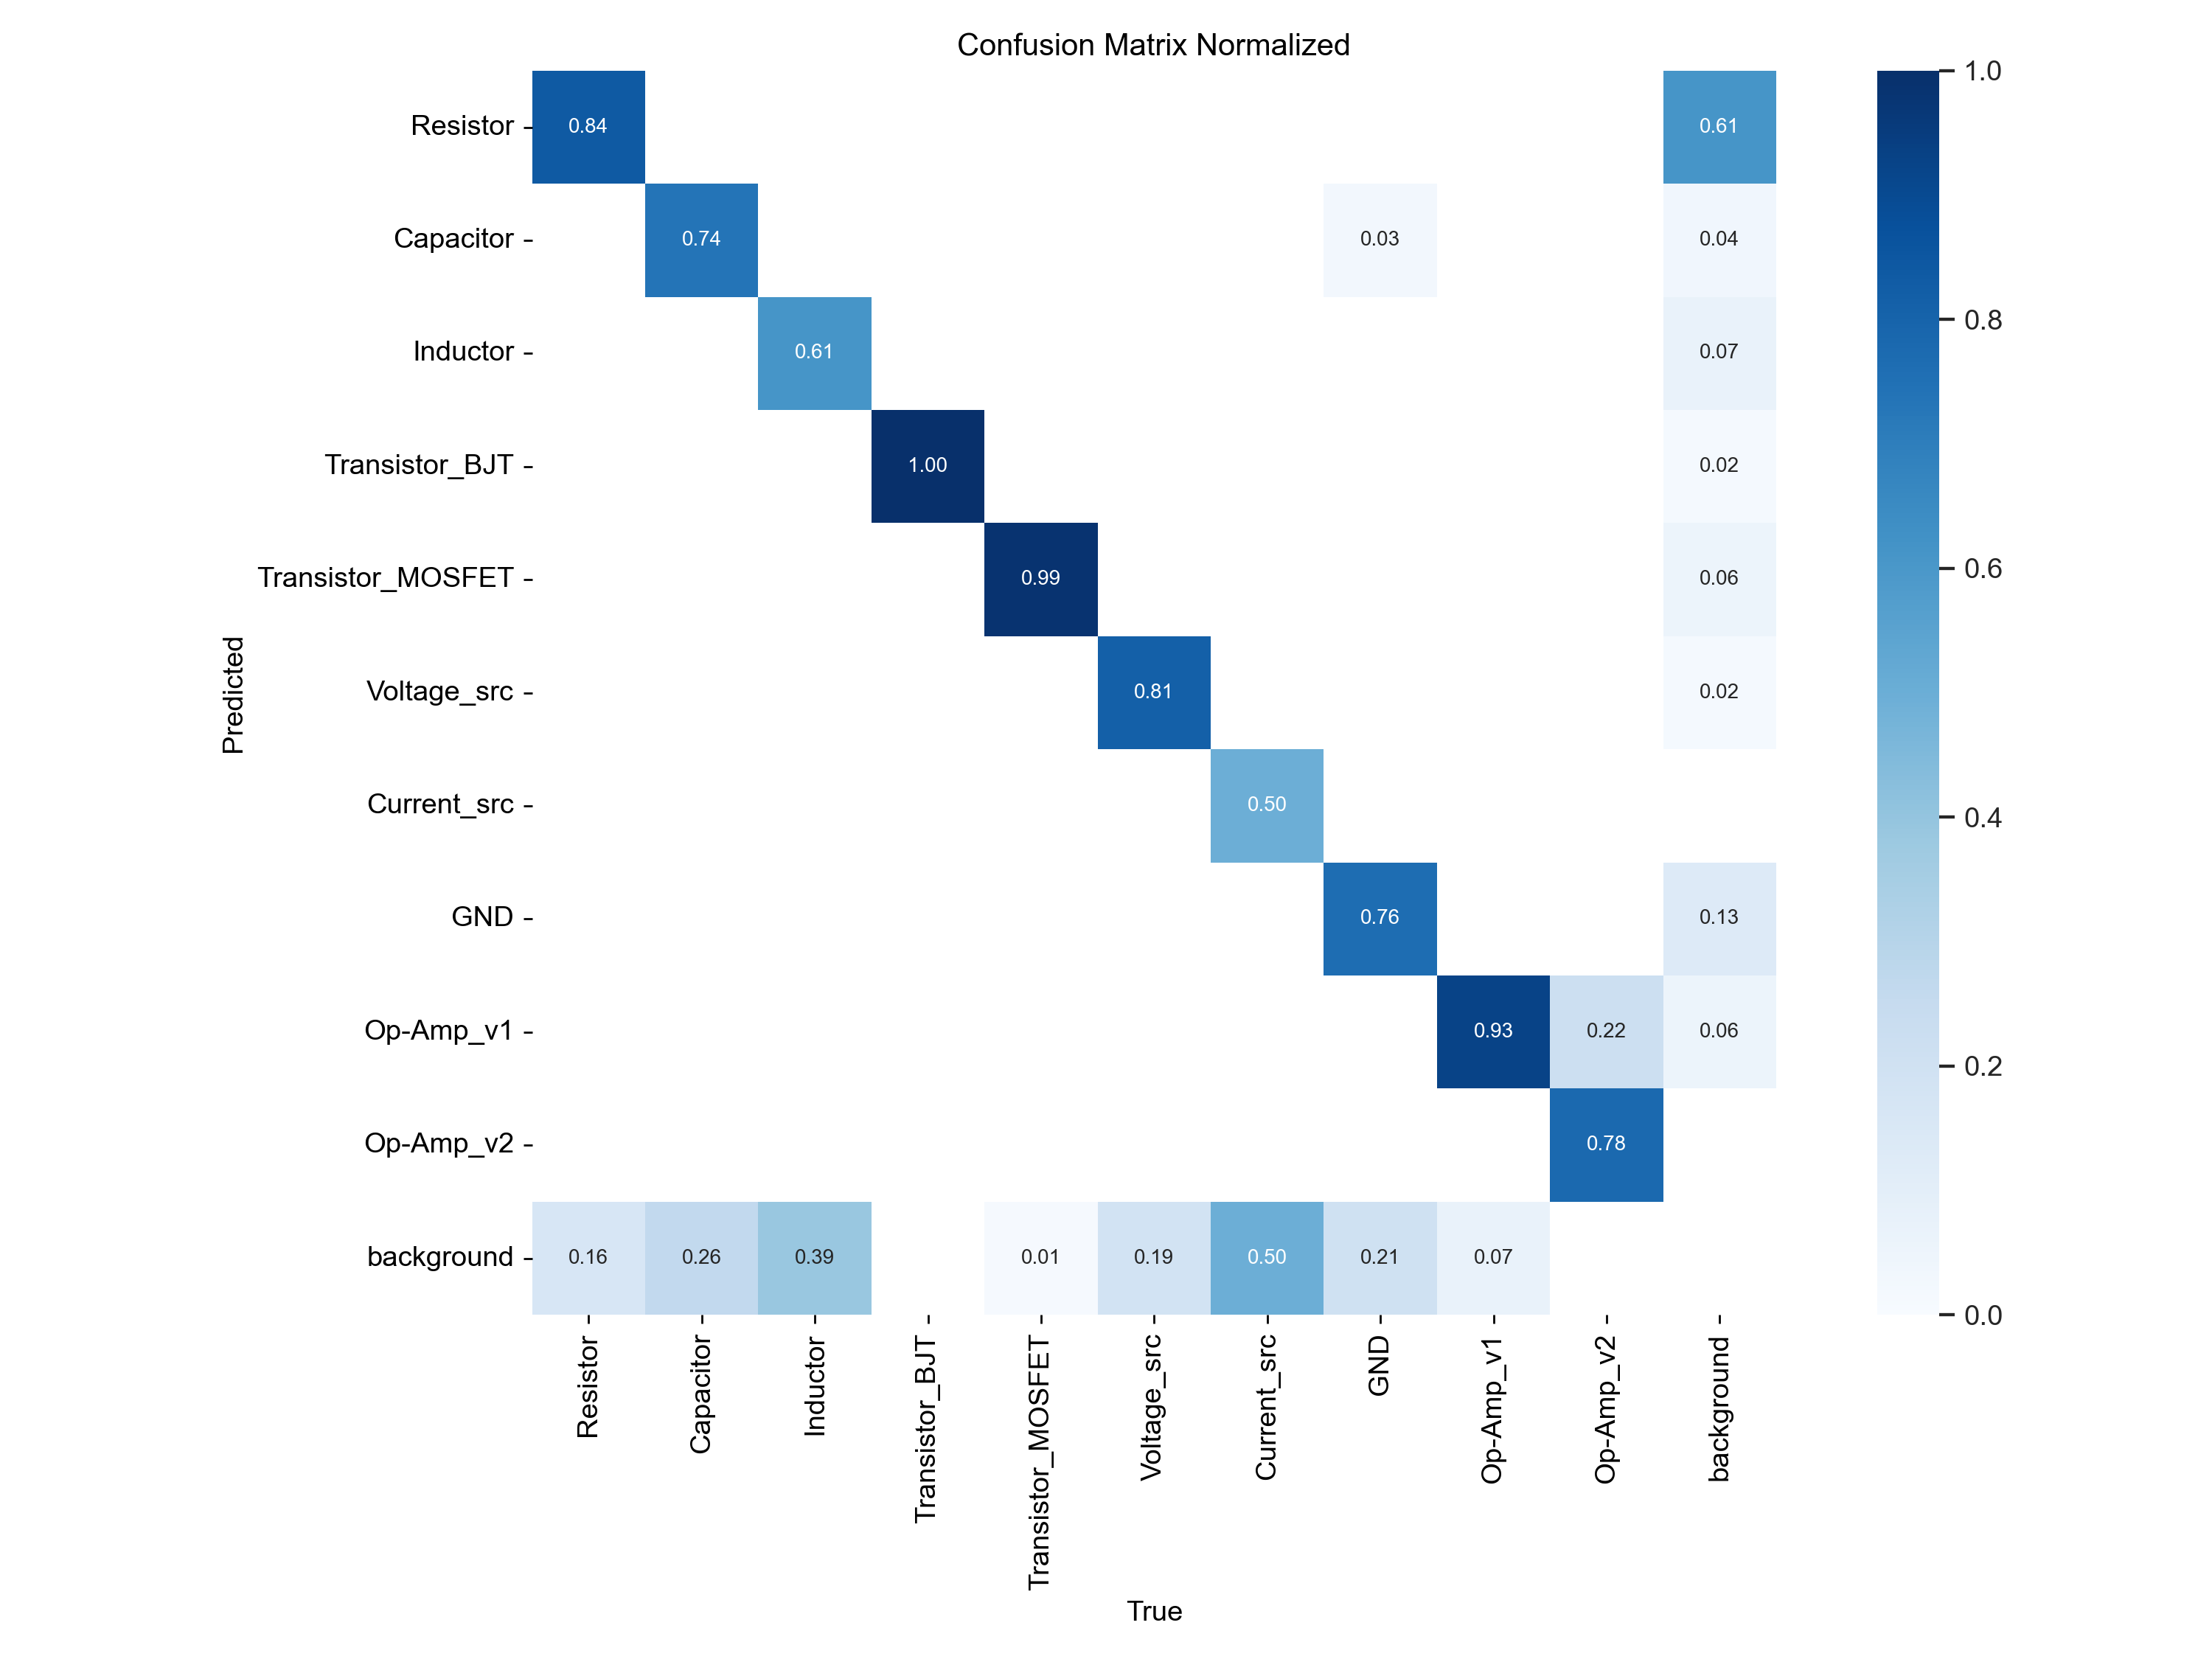 Confusion Matrix Normalized
Resistor 0.84 0.61 1.0
Capacitor 0.74 0.03 0.04
Inductor 0.61 0.07 0.8
Transistor_BJT 1.00 0.02
Transistor_MOSFET 0.99 0.06 0.6
Predicted
Voltage_src 0.81 0.02
Current_src 0.50 0.4
GND 0.76 0.13
Op-Amp_v1 0.93 0.22 0.06 0.2
Op-Amp_v2 0.78
background 0.16 0.26 0.39 0.01 0.19 0.50 0.21 0.07 0.0
Resistor
Capacitor
Inductor
Transistor_BJT
Transistor_MOSFET
Voltage_src
Current_src
GND
Op-Amp_v1
Op-Amp_v2
background
True